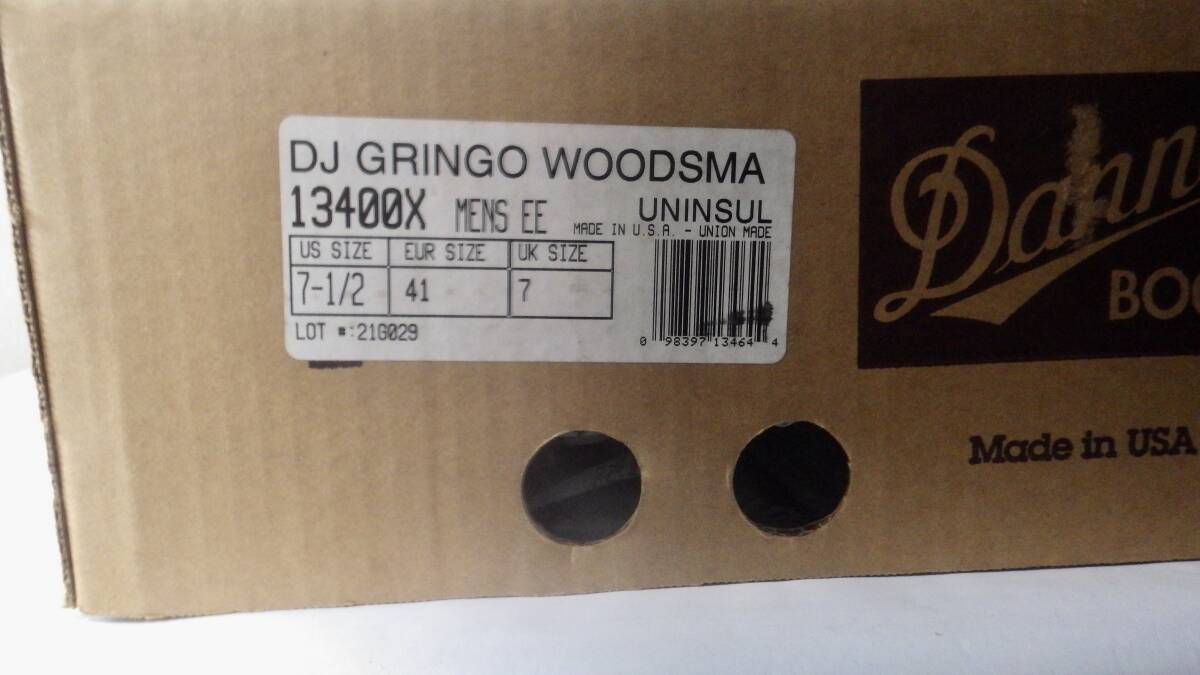 DJ GRINGO WOODSMA
13400X MENS EE UNINSUL
MADE IN U.S.A. - UNION MADE
US SIZE EUR SIZE UK SIZE
7-1/2 41 7
LOT #:21G029
0 98397 13464 4
Dann
BO
Made in USA